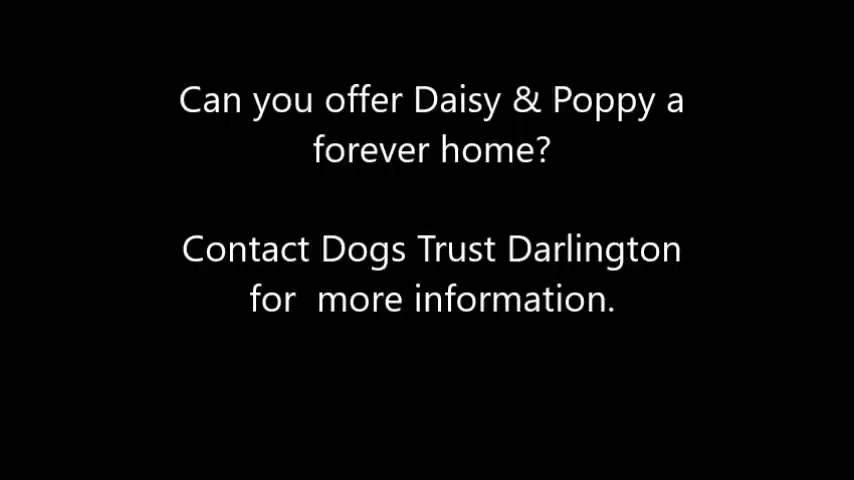 Can you offer Daisy & Poppy a
forever home?
Contact Dogs Trust Darlington
for  more information.